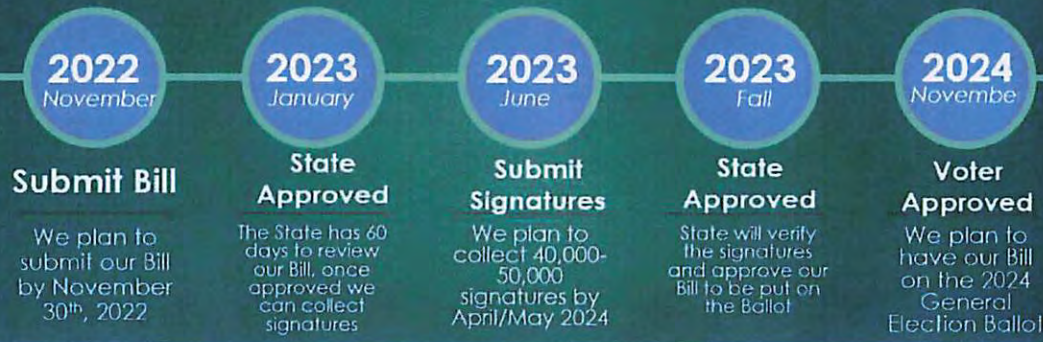 2022
November
Submit Bill
We plan to
submit our Bill
by November
30th, 2022
2023
January
State
Approved
The State has 60
days to review
our Bill, once
approved we
can collect
signatures
2023
June
Submit
Signatures
We plan to
collect 40,000-
50,000
signatures by
April/May 2024
2023
Fall
State
Approved
State will verify
the signatures
and approve our
Bill to be put on
the Ballot
2024
Novembe
Voter
Approved
We plan to
have our Bill
on the 2024
General
Election Ballot